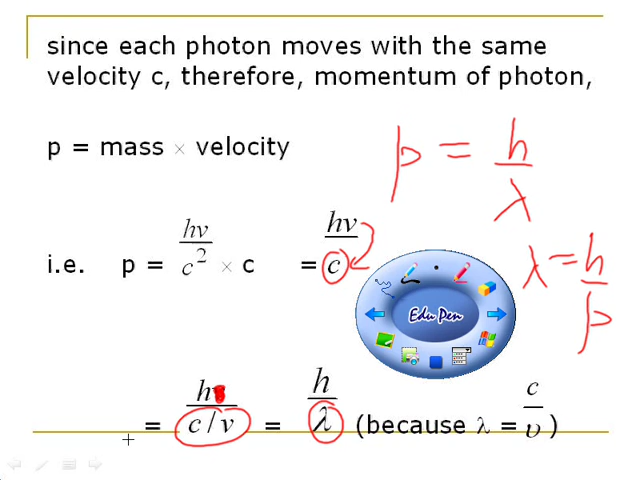 since each photon moves with the same
velocity c, therefore, momentum of photon,
p = mass × velocity
p = h/λ
i.e. p = hν/c² × c = hν/c
λ = h/p
Edu Pen
= h/c/ν = h/λ (because λ = c/υ)